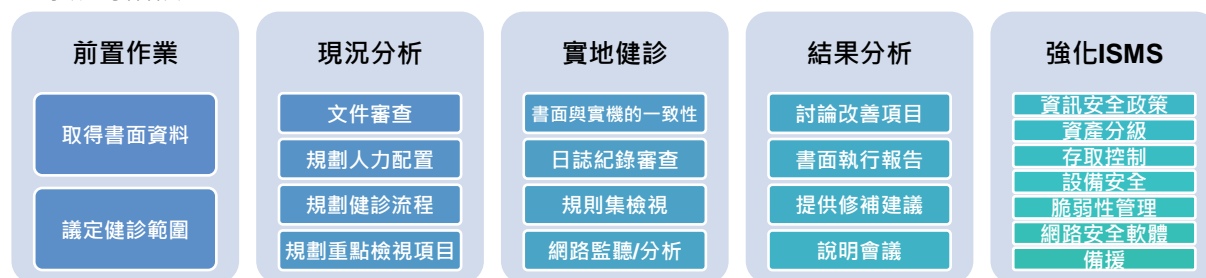 前置作業
取得書面資料
議定健診範圍
現況分析
文件審查
規劃人力配置
規劃健診流程
規劃重點檢視項目
實地健診
書面與實機的一致性
日誌紀錄審查
規則集檢視
網路監聽/分析
結果分析
討論改善項目
書面執行報告
提供修補建議
說明會議
強化ISMS
資訊安全政策
資產分級
存取控制
設備安全
脆弱性管理
網路安全軟體
備援